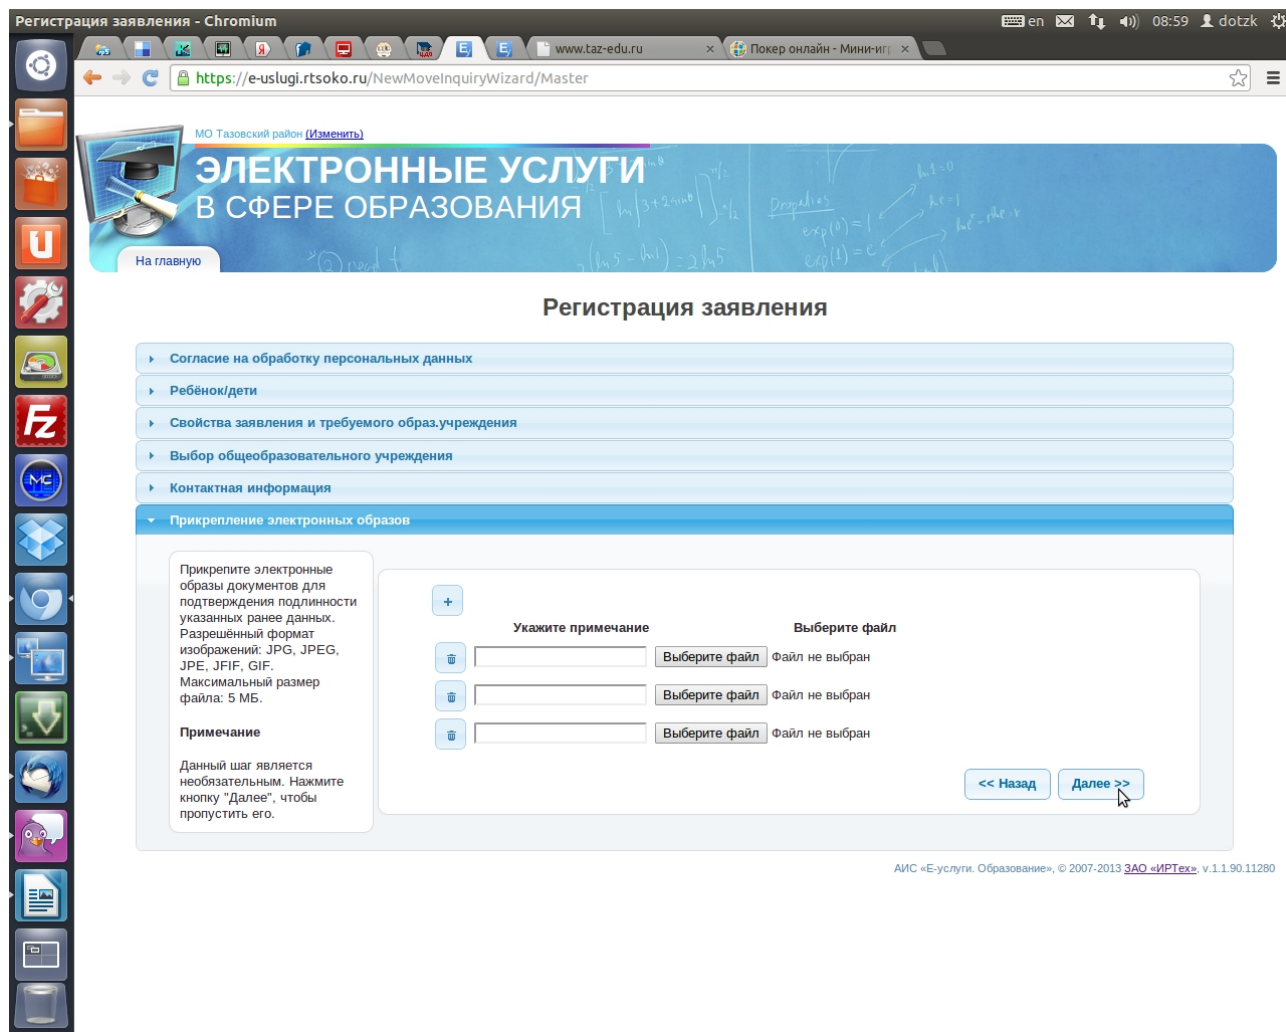 Регистрация заявления - Chromium
en
08:59
dotzk
www.taz-edu.ru
Покер онлайн - Мини-иг
https://e-uslugi.rtsoko.ru/NewMoveInquiryWizard/Master
МО Тазовский район (Изменить)
ЭЛЕКТРОННЫЕ УСЛУГИ
В СФЕРЕ ОБРАЗОВАНИЯ
На главную
Регистрация заявления
Согласие на обработку персональных данных
Ребёнок/дети
Свойства заявления и требуемого образ.учреждения
Выбор общеобразовательного учреждения
Контактная информация
Прикрепление электронных образов
Прикрепите электронные
образы документов для
подтверждения подлинности
указанных ранее данных.
Разрешённый формат
изображений: JPG, JPEG,
JPE, JFIF, GIF.
Максимальный размер
файла: 5 МБ.
Примечание
Данный шаг является
необязательным. Нажмите
кнопку "Далее", чтобы
пропустить его.
+
Укажите примечание Выберите файл
Выберите файл Файл не выбран
Выберите файл Файл не выбран
Выберите файл Файл не выбран
<< Назад Далее >>
АИС «Е-услуги. Образование», © 2007-2013 ЗАО «ИРТех», v.1.1.90.11280